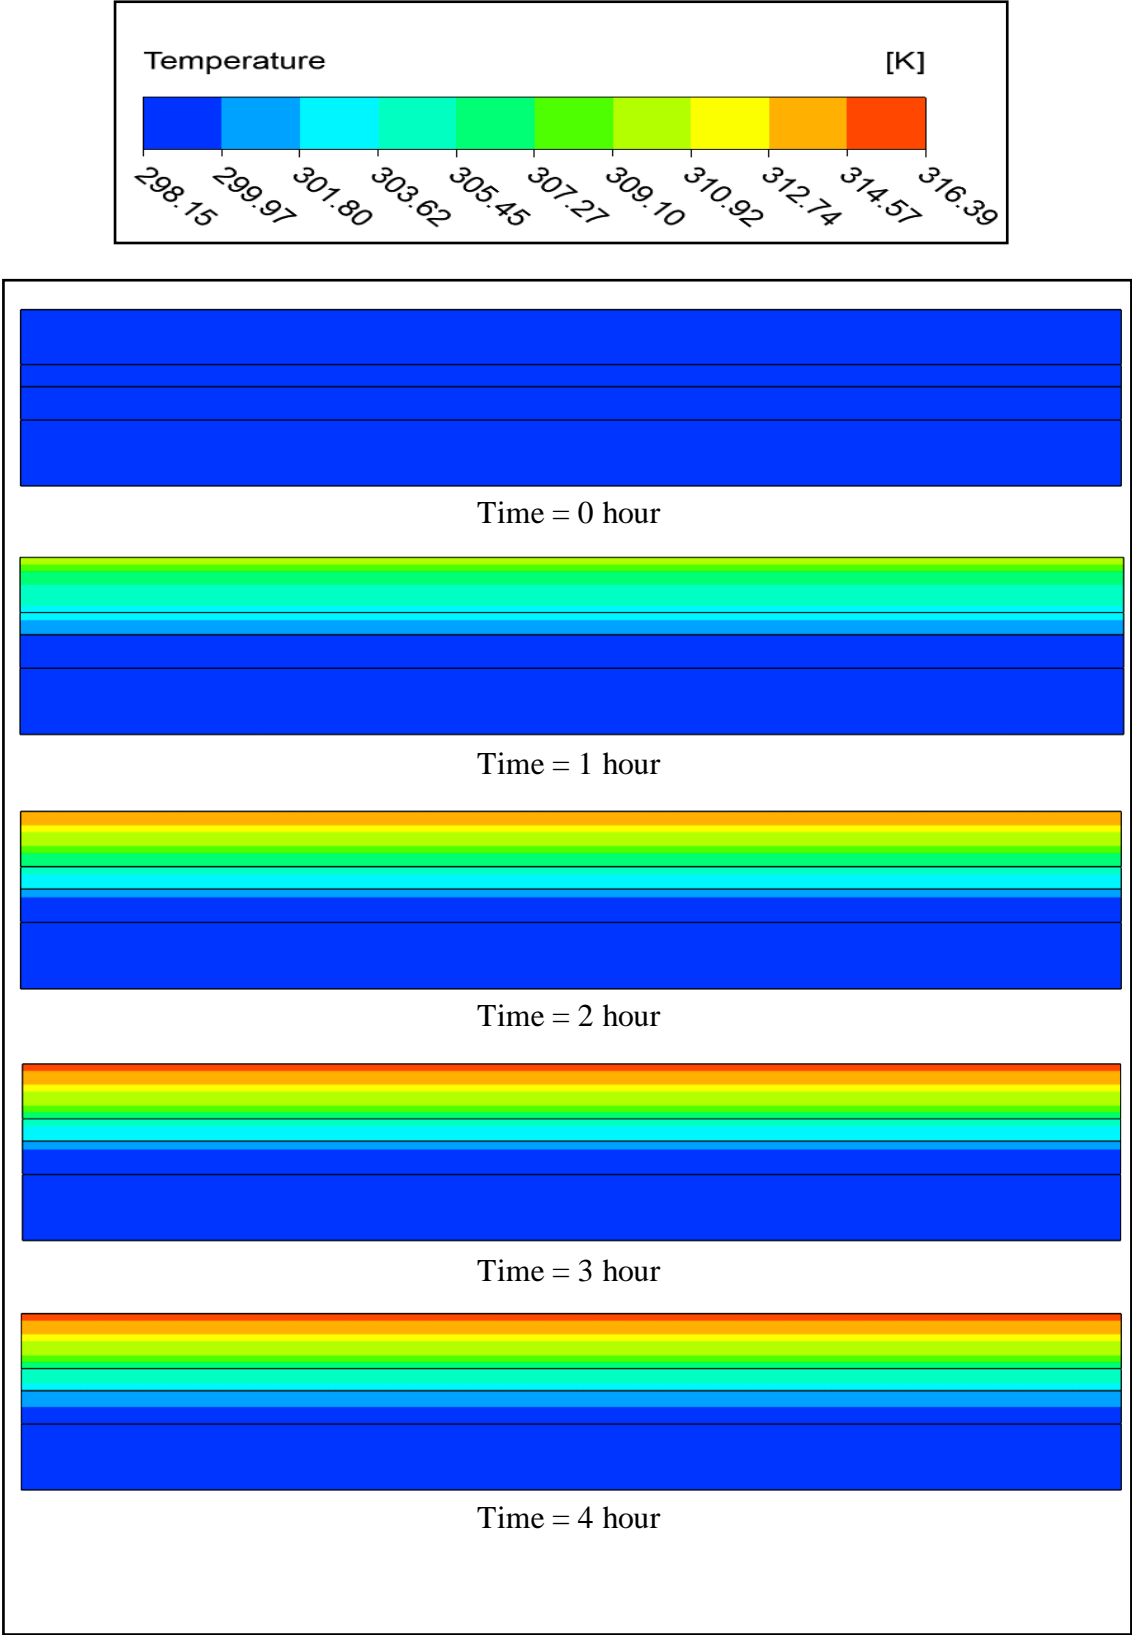 Temperature [K]
298.15 299.97 301.80 303.62 305.45 307.27 309.10 310.92 312.74 314.57 316.39
Time = 0 hour
Time = 1 hour
Time = 2 hour
Time = 3 hour
Time = 4 hour